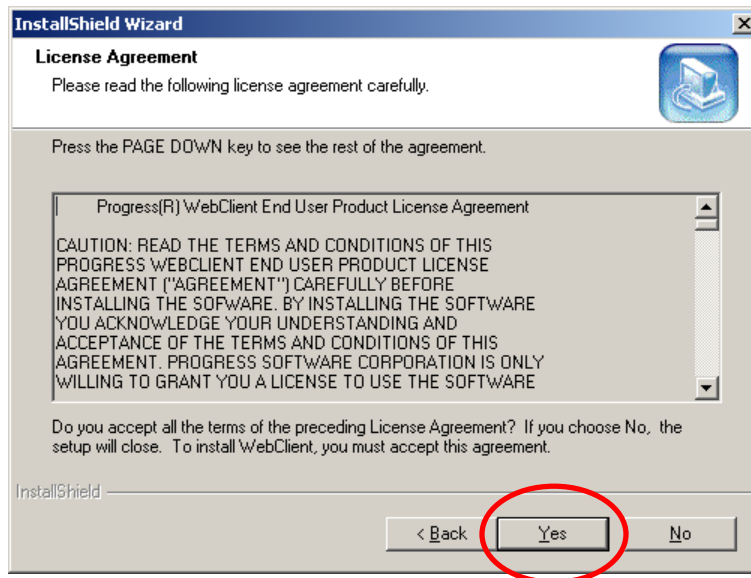 InstallShield Wizard
License Agreement
Please read the following license agreement carefully.
Press the PAGE DOWN key to see the rest of the agreement.
Progress(R) WebClient End User Product License Agreement
CAUTION: READ THE TERMS AND CONDITIONS OF THIS
PROGRESS WEBCLIENT END USER PRODUCT LICENSE
AGREEMENT ("AGREEMENT") CAREFULLY BEFORE
INSTALLING THE SOFWARE. BY INSTALLING THE SOFTWARE
YOU ACKNOWLEDGE YOUR UNDERSTANDING AND
ACCEPTANCE OF THE TERMS AND CONDITIONS OF THIS
AGREEMENT. PROGRESS SOFTWARE CORPORATION IS ONLY
WILLING TO GRANT YOU A LICENSE TO USE THE SOFTWARE
Do you accept all the terms of the preceding License Agreement? If you choose No, the
setup will close. To install WebClient, you must accept this agreement.
InstallShield
< Back Yes No